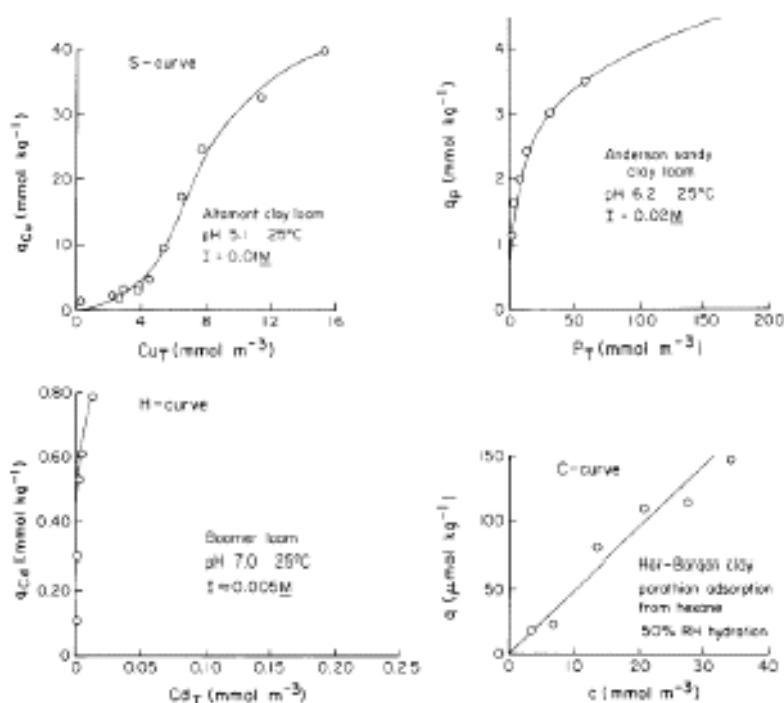 S-curve
40
30
20
10
0
q_Cu (mmol kg⁻¹)
Altamont clay loam
pH 5.1 25°C
I = 0.01M
0 4 8 12 16
Cu_T (mmol m⁻³)
4
3
2
1
0
q_P (mmol kg⁻¹)
Anderson sandy
clay loam
pH 6.2 25°C
I = 0.02M
0 50 100 150 200
P_T (mmol m⁻³)
H-curve
0.80
0.60
0.40
0.20
0
q_Cd (mmol kg⁻¹)
Boomer loam
pH 7.0 25°C
I ≈ 0.005M
0 0.05 0.10 0.15 0.20 0.25
Cd_T (mmol m⁻³)
C-curve
150
100
50
0
q (μmol kg⁻¹)
Har-Barqan clay
parathion adsorption
from hexane
50% RH hydration
0 10 20 30 40
c (mmol m⁻³)